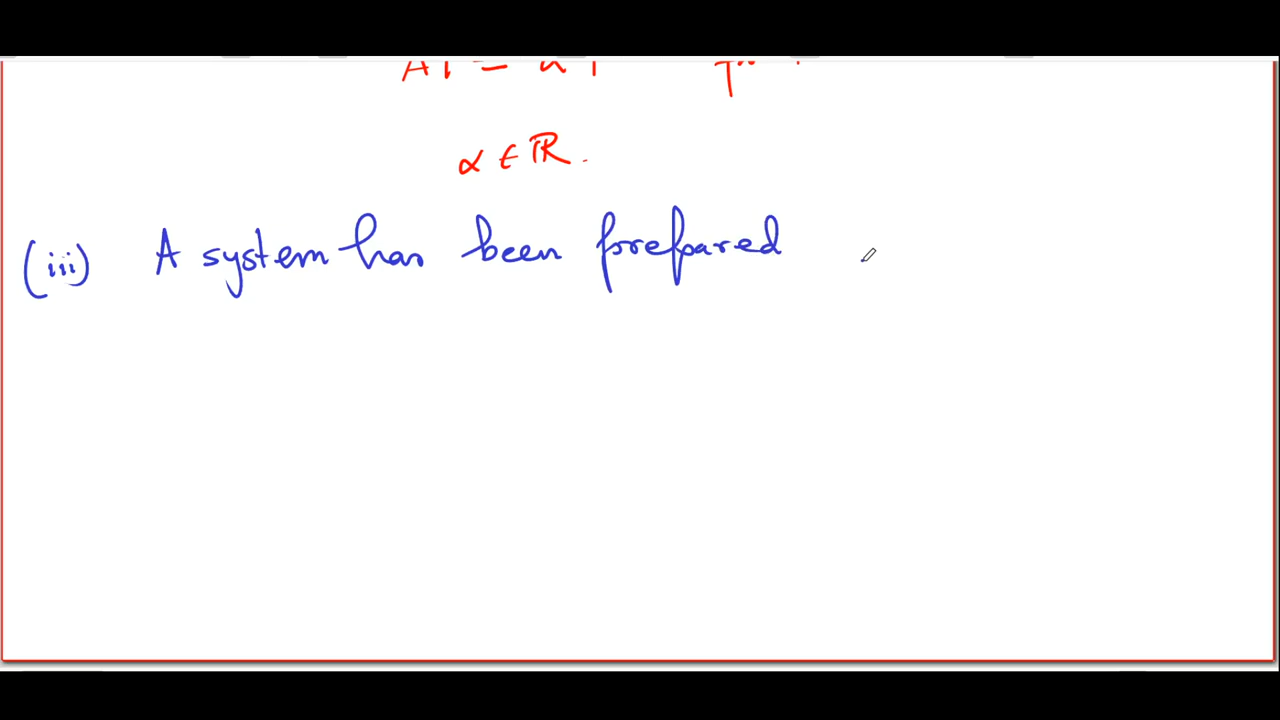 α ∈ ℝ.
(iii) A system has been prepared